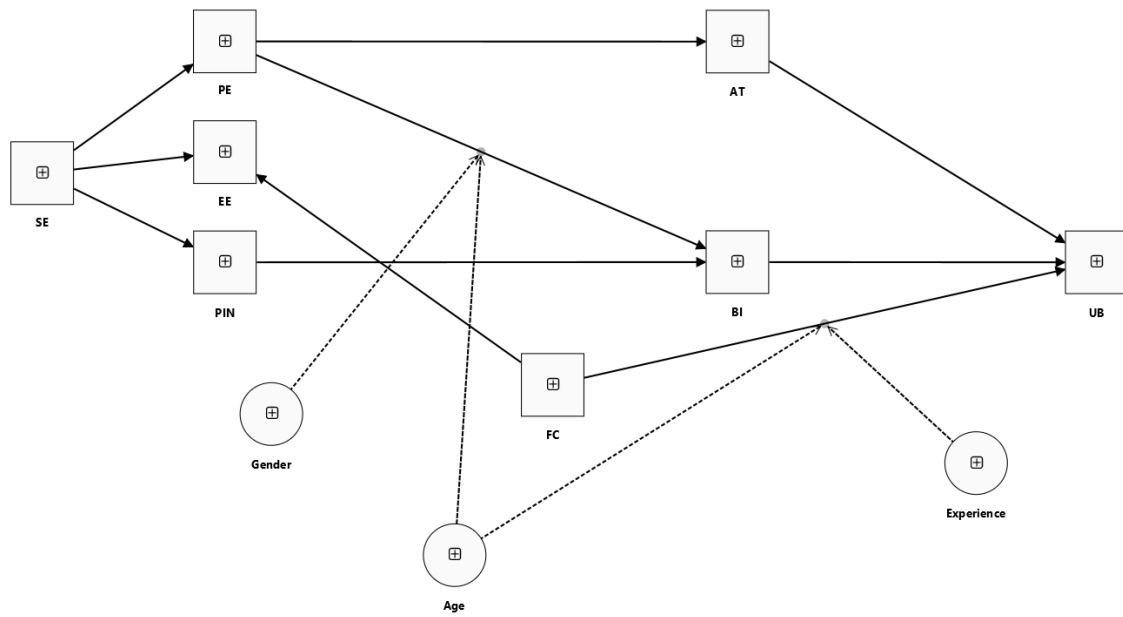 PE
AT
EE
SE
PIN
BI
UB
FC
Gender
Experience
Age